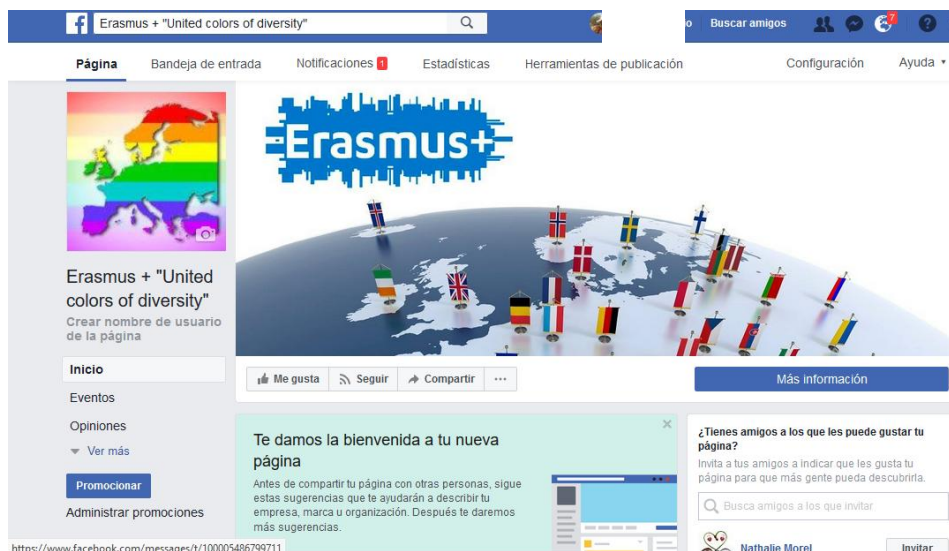 Erasmus + "United colors of diversity"
o
Buscar amigos
7
Página
Bandeja de entrada
Notificaciones 1
Estadísticas
Herramientas de publicación
Configuración
Ayuda
Erasmus+
Erasmus + "United
colors of diversity"
Crear nombre de usuario
de la página
Inicio
Eventos
Opiniones
Ver más
Promocionar
Administrar promociones
Me gusta
Seguir
Compartir
...
Más información
Te damos la bienvenida a tu nueva
página
Antes de compartir tu página con otras personas, sigue
estas sugerencias que te ayudarán a describir tu
empresa, marca u organización. Después te daremos
más sugerencias.
¿Tienes amigos a los que les puede gustar tu
página?
Invita a tus amigos a indicar que les gusta tu
página para que más gente pueda descubrirla.
Busca amigos a los que invitar
Nathalie Morel
Invitar
https://www.facebook.com/messages/t/100005486799711